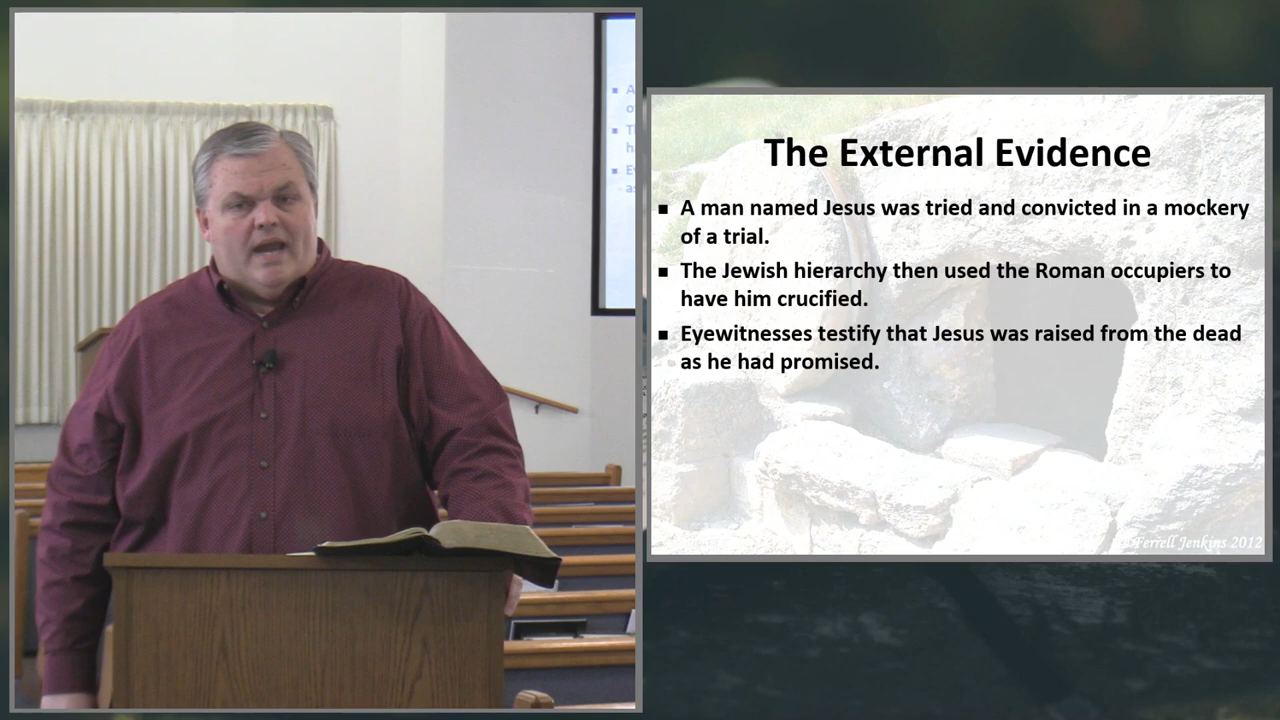 The External Evidence
▪ A man named Jesus was tried and convicted in a mockery
of a trial.
▪ The Jewish hierarchy then used the Roman occupiers to
have him crucified.
▪ Eyewitnesses testify that Jesus was raised from the dead
as he had promised.
©Ferrell Jenkins 2012